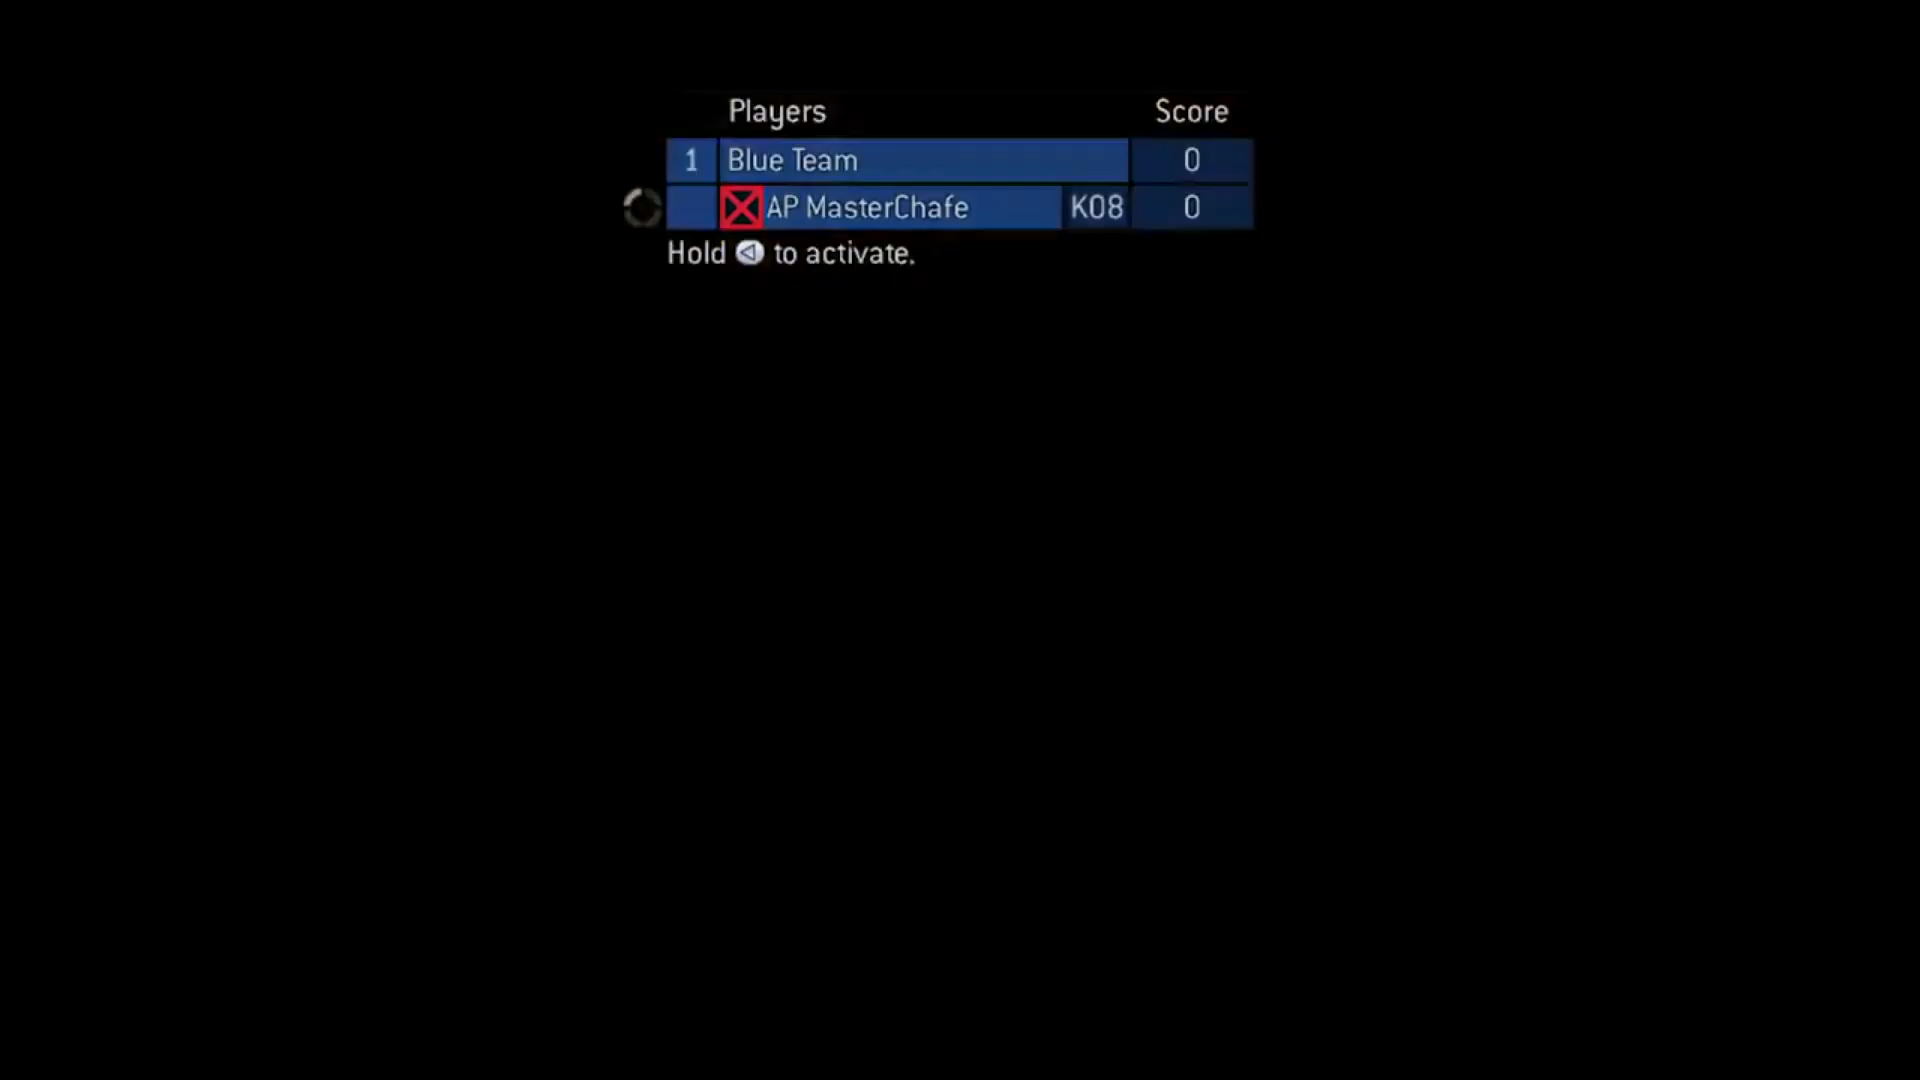 Players Score
1 Blue Team 0
AP MasterChafe K08 0
Hold to activate.